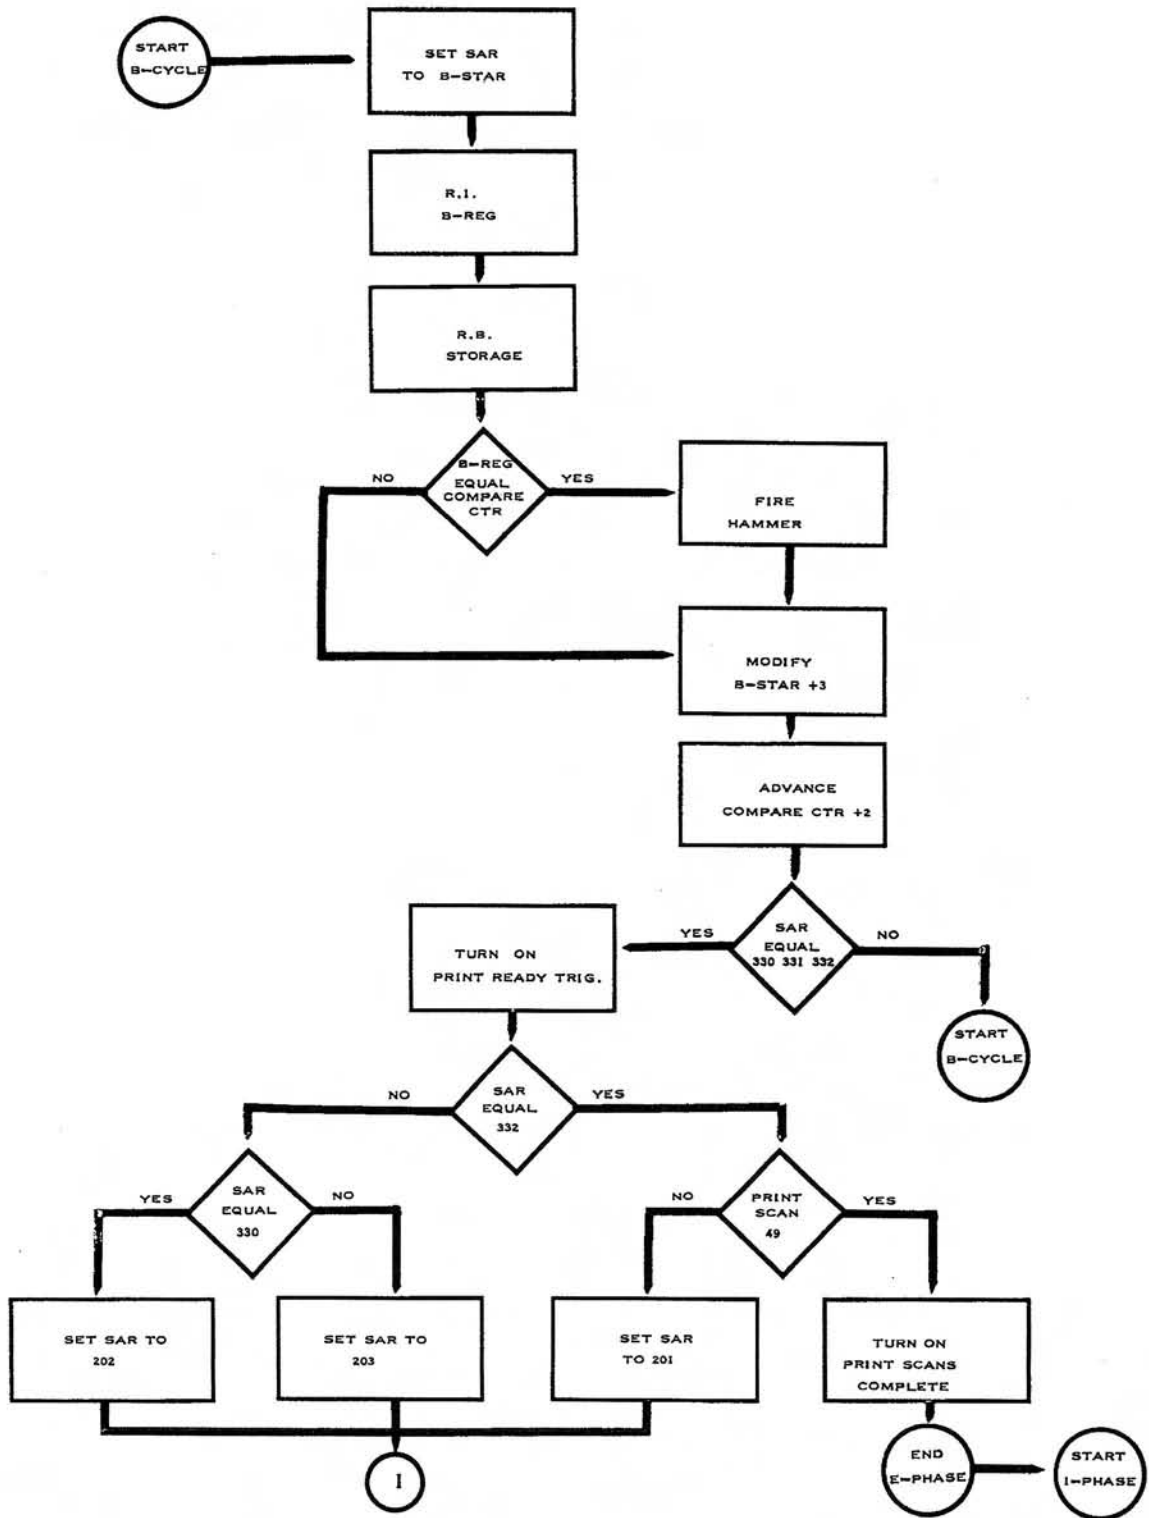 START
B-CYCLE
SET SAR
TO B-STAR
R.I.
B-REG
R.B.
STORAGE
B-REG
EQUAL
COMPARE
CTR
NO
YES
FIRE
HAMMER
MODIFY
B-STAR +3
ADVANCE
COMPARE CTR +2
SAR
EQUAL
330 331 332
YES
NO
TURN ON
PRINT READY TRIG.
START
B-CYCLE
SAR
EQUAL
332
NO
YES
SAR
EQUAL
330
YES
NO
PRINT
SCAN
49
NO
YES
SET SAR TO
202
SET SAR TO
203
SET SAR
TO 201
TURN ON
PRINT SCANS
COMPLETE
1
END
E-PHASE
START
I-PHASE